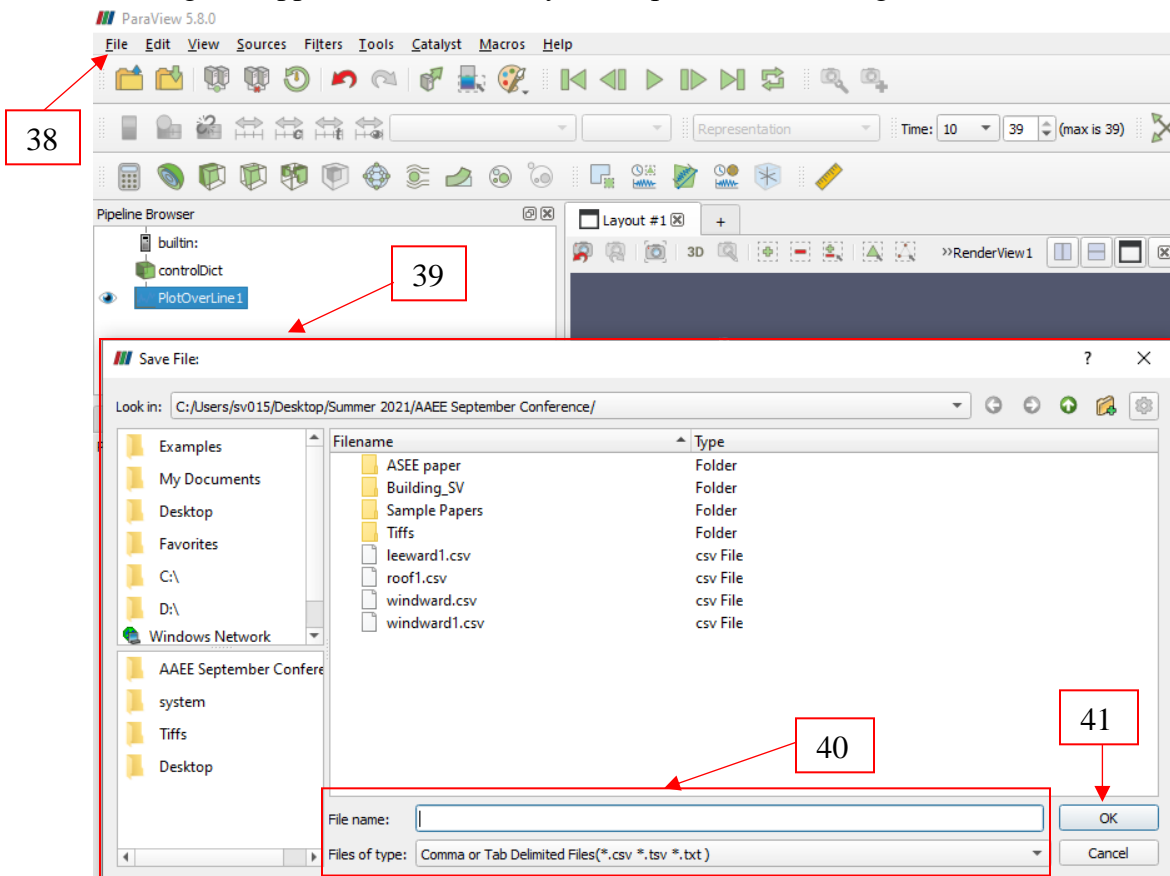 ParaView 5.8.0
File Edit View Sources Filters Tools Catalyst Macros Help
38
Representation Time: 10 39 (max is 39)
Pipeline Browser
Layout #1 +
builtin:
3D >>RenderView1
controlDict
39
PlotOverLine1
Save File: ? ×
Look in: C:/Users/sv015/Desktop/Summer 2021/AAEE September Conference/
Examples
My Documents
Desktop
Favorites
C:\
D:\
Windows Network
Filename Type
ASEE paper Folder
Building_SV Folder
Sample Papers Folder
Tiffs Folder
leeward1.csv csv File
roof1.csv csv File
windward.csv csv File
windward1.csv csv File
AAEE September Confere
system
Tiffs
Desktop
40
41
File name: OK
Files of type: Comma or Tab Delimited Files(*.csv *.tsv *.txt ) Cancel